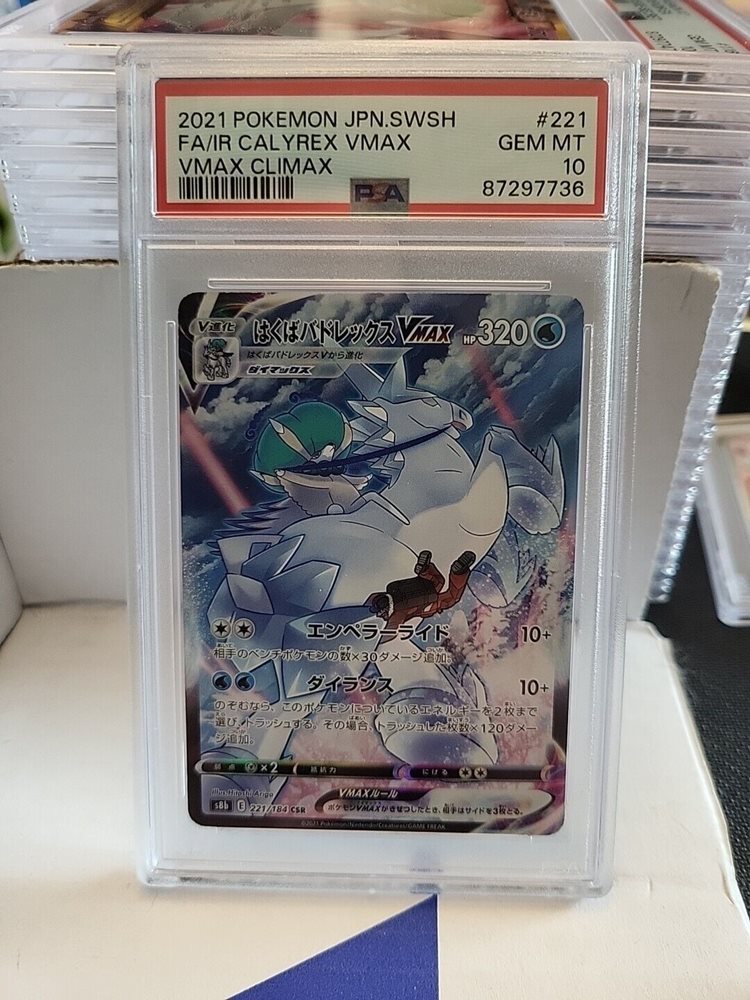 2021 POKEMON JPN.SWSH #221
FA/IR CALYREX VMAX GEM MT
VMAX CLIMAX 10
PSA 87297736
V進化 はくばバドレックスVMAX HP320
はくばバドレックスVから進化
ダイマックス
エンペラーライド 10+
相手のベンチポケモンの数×30ダメージ追加。
ダイランス 10+
のぞむなら、このポケモンについているエネルギーを2枚まで
選び、トラッシュする。その場合、トラッシュした枚数×120ダメー
ジ追加。
弱点 ×2 抵抗力 にげる
Illus.Hitoshi Ariga VMAXルール
s8b E 221/184 CSR ポケモンVMAXがきぜつしたとき、相手はサイドを3枚とる。
©2021 Pokémon/Nintendo/Creatures/GAME FREAK